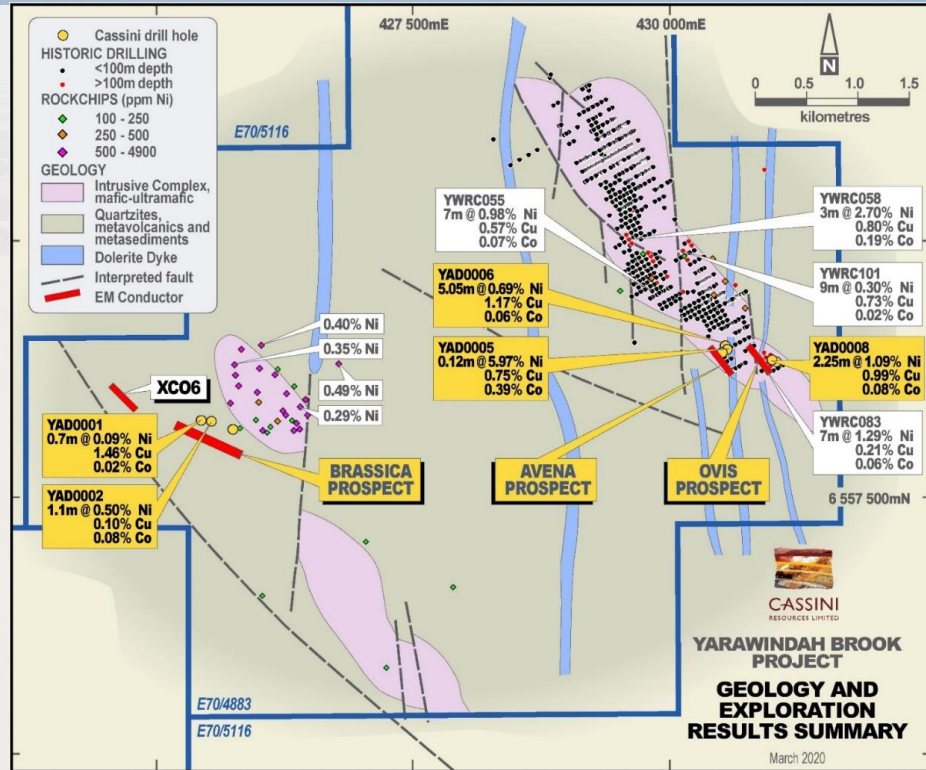 427 500mE
430 000mE
Cassini drill hole
HISTORIC DRILLING
<100m depth
>100m depth
ROCKCHIPS (ppm Ni)
100 - 250
250 - 500
500 - 4900
GEOLOGY
Intrusive Complex,
mafic-ultramafic
Quartzites,
metavolcanics and
metasediments
Dolerite Dyke
Interpreted fault
EM Conductor
E70/5116
N
0 0.5 1.0 1.5
kilometres
YWRC055
7m @ 0.98% Ni
0.57% Cu
0.07% Co
YWRC058
3m @ 2.70% Ni
0.80% Cu
0.19% Co
YAD0006
5.05m @ 0.69% Ni
1.17% Cu
0.06% Co
YWRC101
9m @ 0.30% Ni
0.73% Cu
0.02% Co
YAD0005
0.12m @ 5.97% Ni
0.75% Cu
0.39% Co
YAD0008
2.25m @ 1.09% Ni
0.99% Cu
0.08% Co
0.40% Ni
0.35% Ni
0.49% Ni
0.29% Ni
XC06
YAD0001
0.7m @ 0.09% Ni
1.46% Cu
0.02% Co
YWRC083
7m @ 1.29% Ni
0.21% Cu
0.06% Co
BRASSICA
PROSPECT
AVENA
PROSPECT
OVIS
PROSPECT
YAD0002
1.1m @ 0.50% Ni
0.10% Cu
0.08% Co
6 557 500mN
CASSINI
RESOURCES LIMITED
YARAWINDAH BROOK
PROJECT
GEOLOGY AND
EXPLORATION
RESULTS SUMMARY
March 2020
E70/4883
E70/5116